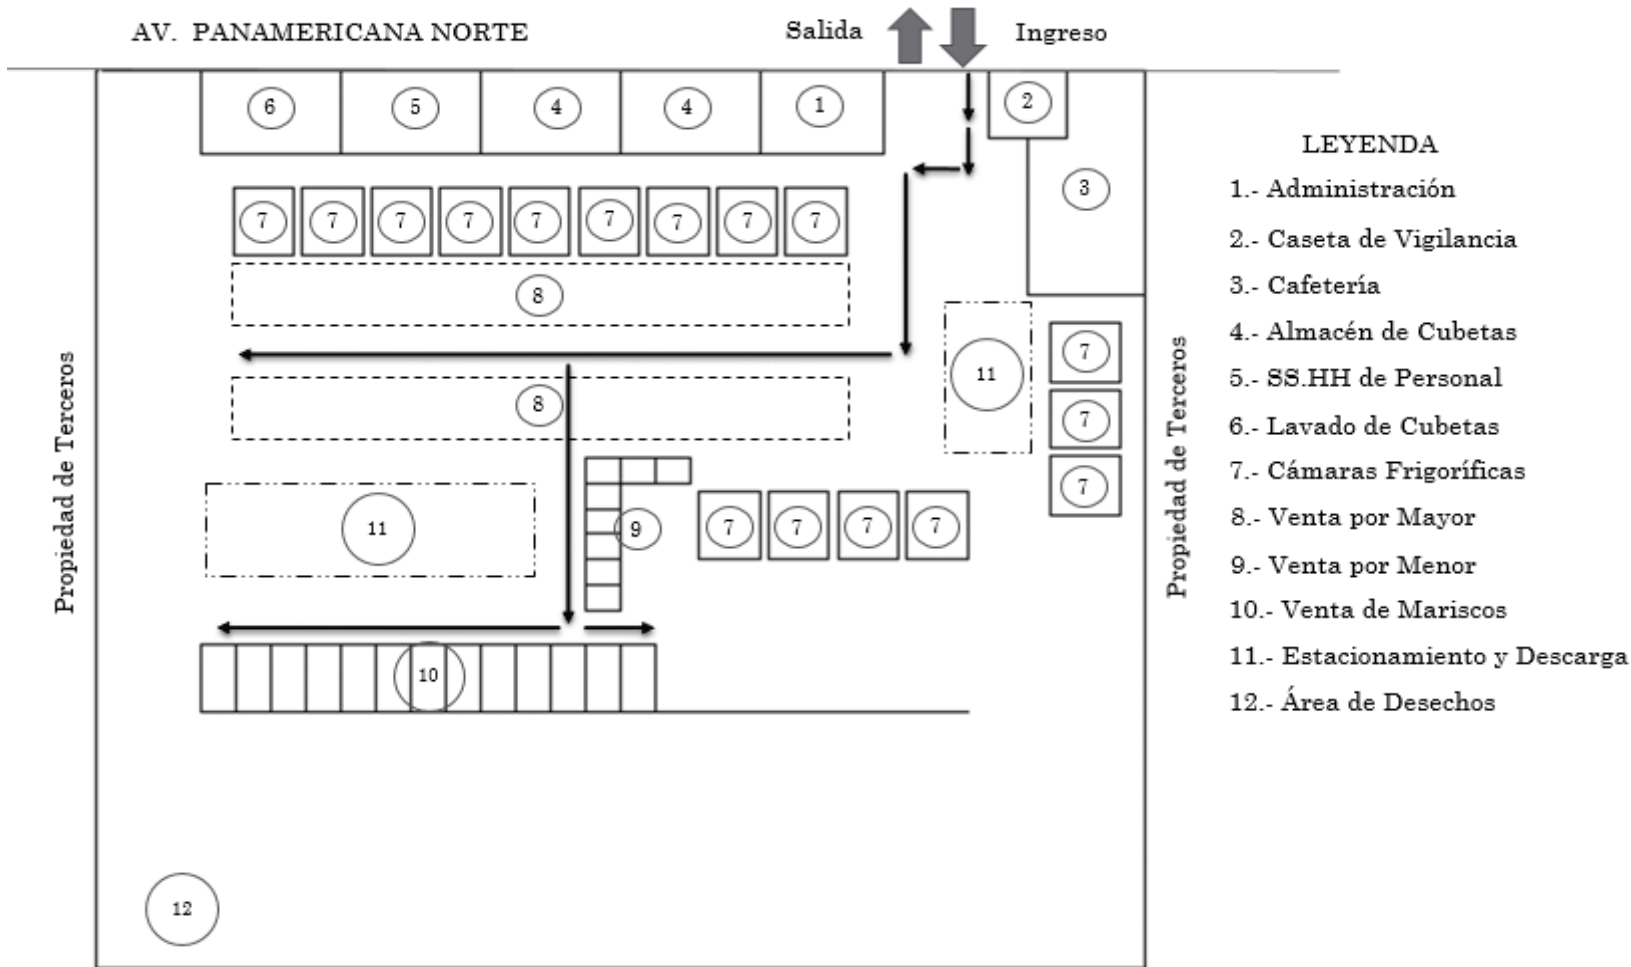 AV. PANAMERICANA NORTE
Salida
Ingreso
6
5
4
4
1
2
3
7
7
7
7
7
7
7
7
7
8
8
11
7
7
7
11
9
7
7
7
7
10
12
Propiedad de Terceros
Propiedad de Terceros
LEYENDA
1.- Administración
2.- Caseta de Vigilancia
3.- Cafetería
4.- Almacén de Cubetas
5.- SS.HH de Personal
6.- Lavado de Cubetas
7.- Cámaras Frigoríficas
8.- Venta por Mayor
9.- Venta por Menor
10.- Venta de Mariscos
11.- Estacionamiento y Descarga
12.- Área de Desechos